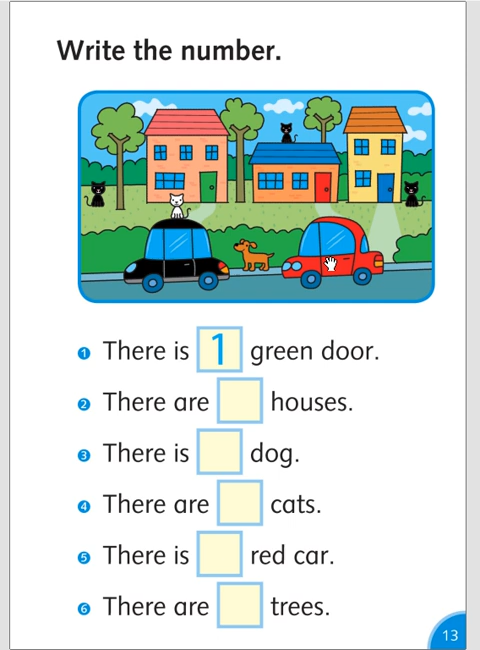 Write the number.
1 There is 1 green door.
2 There are houses.
3 There is dog.
4 There are cats.
5 There is red car.
6 There are trees.
13